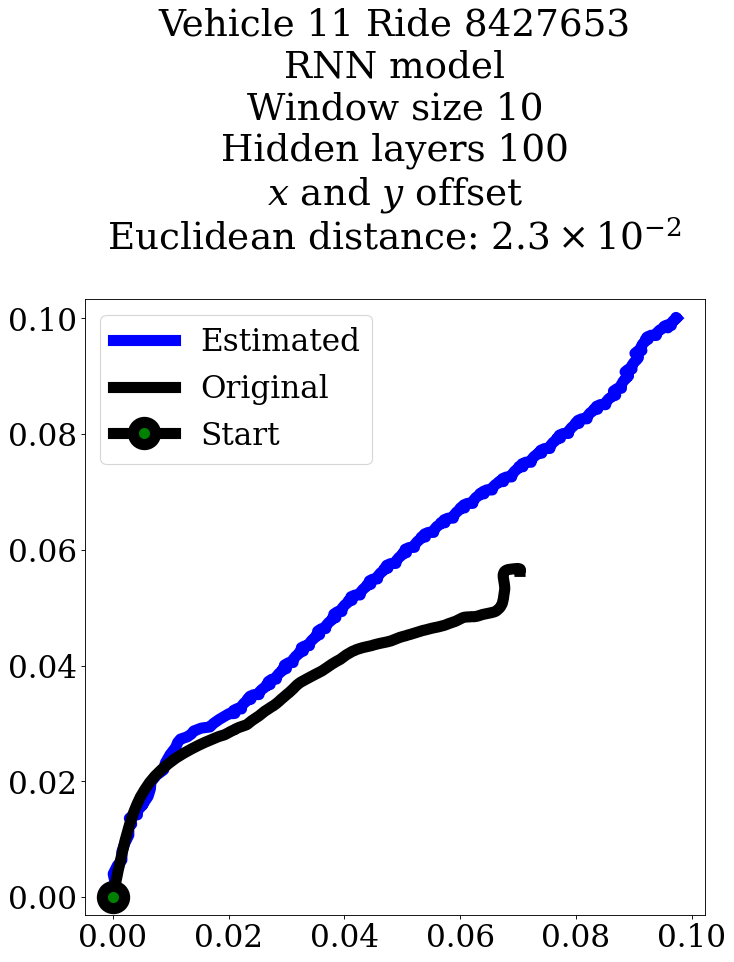 Vehicle 11 Ride 8427653
RNN model
Window size 10
Hidden layers 100
x and y offset
Euclidean distance: 2.3 × 10⁻²
Estimated
Original
Start
0.10
0.08
0.06
0.04
0.02
0.00
0.00 0.02 0.04 0.06 0.08 0.10